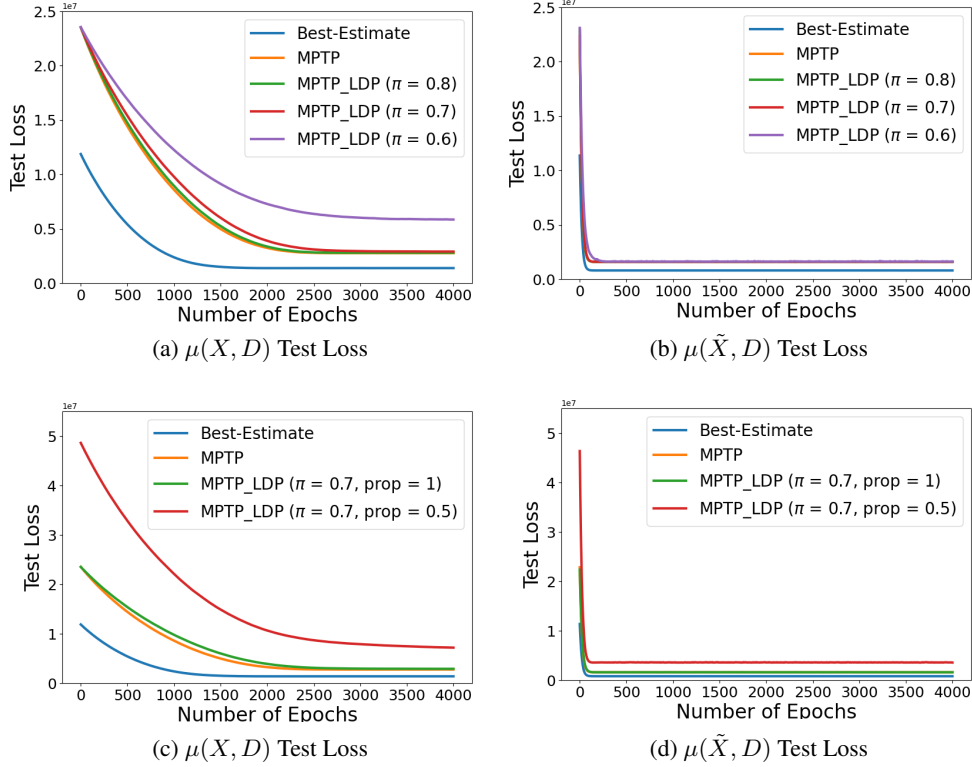 1e7
2.5
2.0
1.5
1.0
0.5
0.0
Test Loss
Best-Estimate
MPTP
MPTP_LDP (π = 0.8)
MPTP_LDP (π = 0.7)
MPTP_LDP (π = 0.6)
0 500 1000 1500 2000 2500 3000 3500 4000
Number of Epochs
(a) μ(X, D) Test Loss
1e7
2.5
2.0
1.5
1.0
0.5
0.0
Test Loss
Best-Estimate
MPTP
MPTP_LDP (π = 0.8)
MPTP_LDP (π = 0.7)
MPTP_LDP (π = 0.6)
0 500 1000 1500 2000 2500 3000 3500 4000
Number of Epochs
(b) μ(X̃, D) Test Loss
1e7
5
4
3
2
1
0
Test Loss
Best-Estimate
MPTP
MPTP_LDP (π = 0.7, prop = 1)
MPTP_LDP (π = 0.7, prop = 0.5)
0 500 1000 1500 2000 2500 3000 3500 4000
Number of Epochs
(c) μ(X, D) Test Loss
1e7
5
4
3
2
1
0
Test Loss
Best-Estimate
MPTP
MPTP_LDP (π = 0.7, prop = 1)
MPTP_LDP (π = 0.7, prop = 0.5)
0 500 1000 1500 2000 2500 3000 3500 4000
Number of Epochs
(d) μ(X̃, D) Test Loss